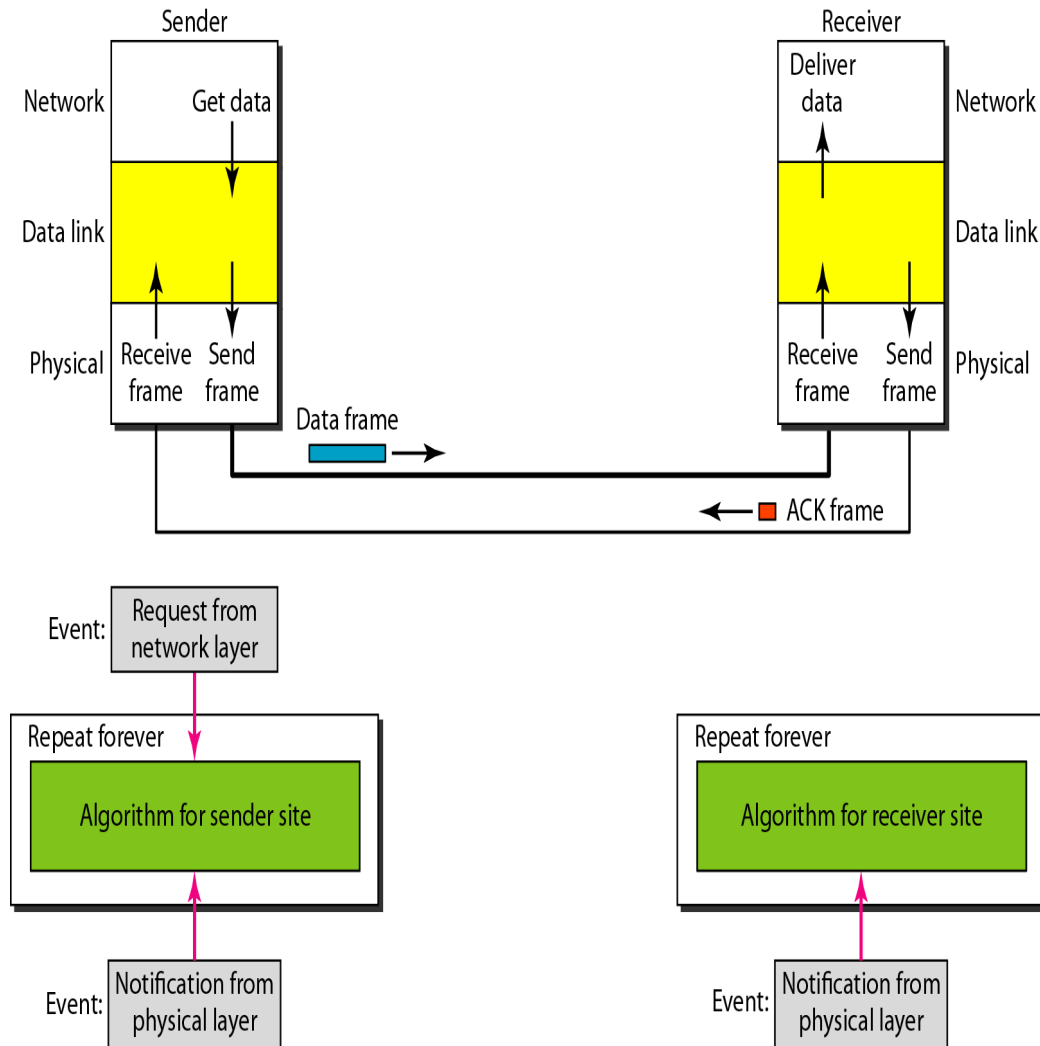 Sender
Receiver
Network
Get data
Deliver
data
Network
Data link
Data link
Physical
Receive
frame
Send
frame
Receive
frame
Send
frame
Physical
Data frame
ACK frame
Event:
Request from
network layer
Repeat forever
Algorithm for sender site
Repeat forever
Algorithm for receiver site
Event:
Notification from
physical layer
Event:
Notification from
physical layer